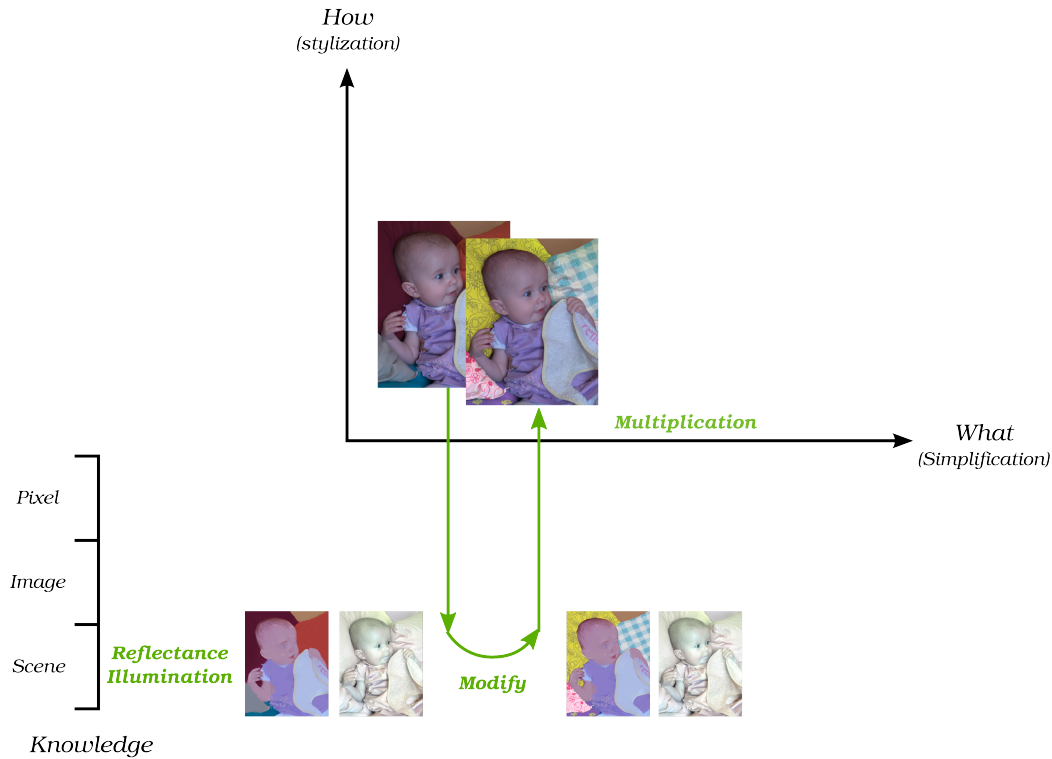 How
(stylization)
Multiplication
What
(Simplification)
Pixel
Image
Scene
Reflectance
Illumination
Modify
Knowledge